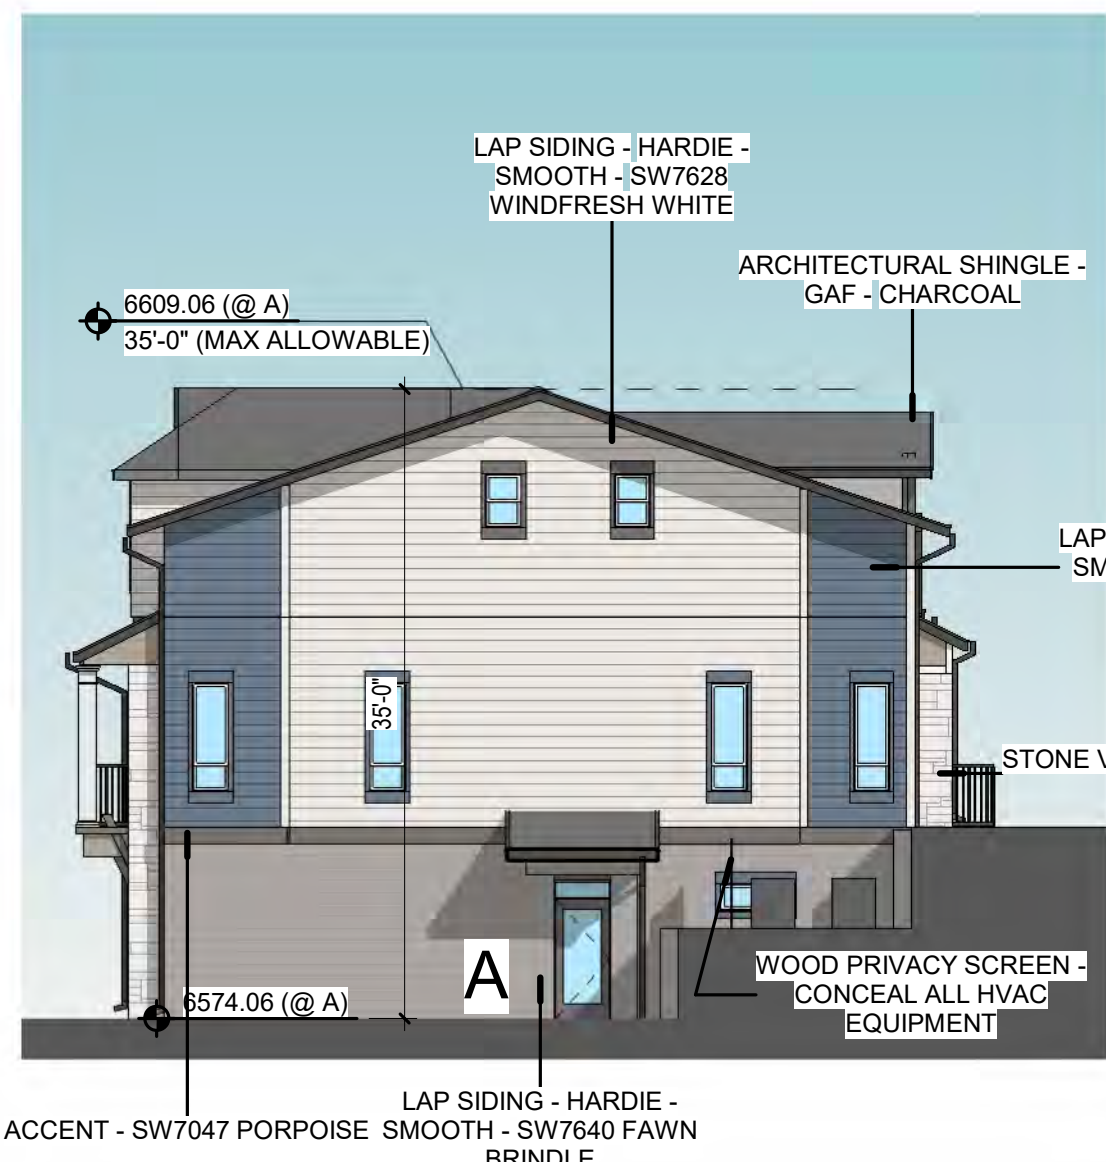 LAP SIDING - HARDIE -
SMOOTH - SW7628
WINDFRESH WHITE
ARCHITECTURAL SHINGLE -
GAF - CHARCOAL
6609.06 (@ A)
35'-0" (MAX ALLOWABLE)
LAP
SM
35'-0"
STONE V
A
WOOD PRIVACY SCREEN -
CONCEAL ALL HVAC
EQUIPMENT
6574.06 (@ A)
ACCENT - SW7047 PORPOISE
LAP SIDING - HARDIE -
SMOOTH - SW7640 FAWN
BRINDLE